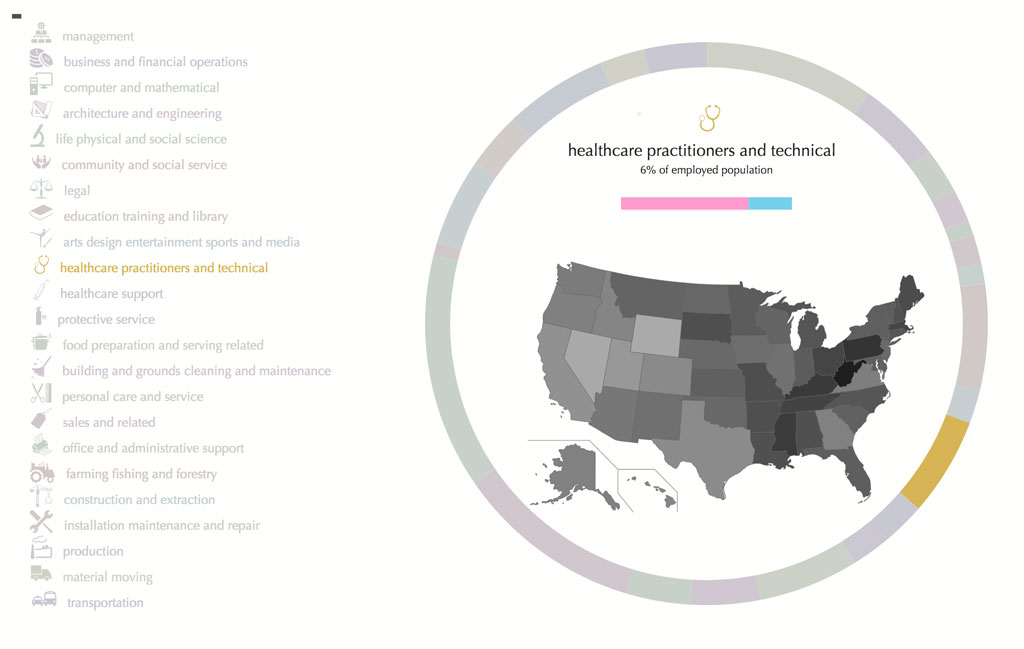 management
business and financial operations
computer and mathematical
architecture and engineering
life physical and social science
community and social service
legal
education training and library
arts design entertainment sports and media
healthcare practitioners and technical
healthcare support
protective service
food preparation and serving related
building and grounds cleaning and maintenance
personal care and service
sales and related
office and administrative support
farming fishing and forestry
construction and extraction
installation maintenance and repair
production
material moving
transportation
healthcare practitioners and technical
6% of employed population